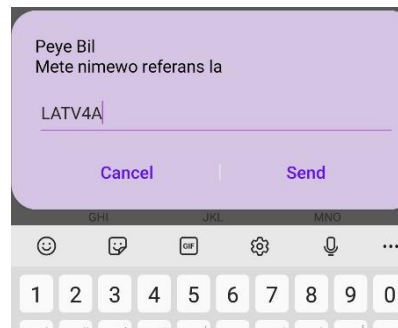 Peye Bil
Mete nimewo referans la
LATV4A
Cancel
Send
GHI JKL MNO
GIF
1 2 3 4 5 6 7 8 9 0